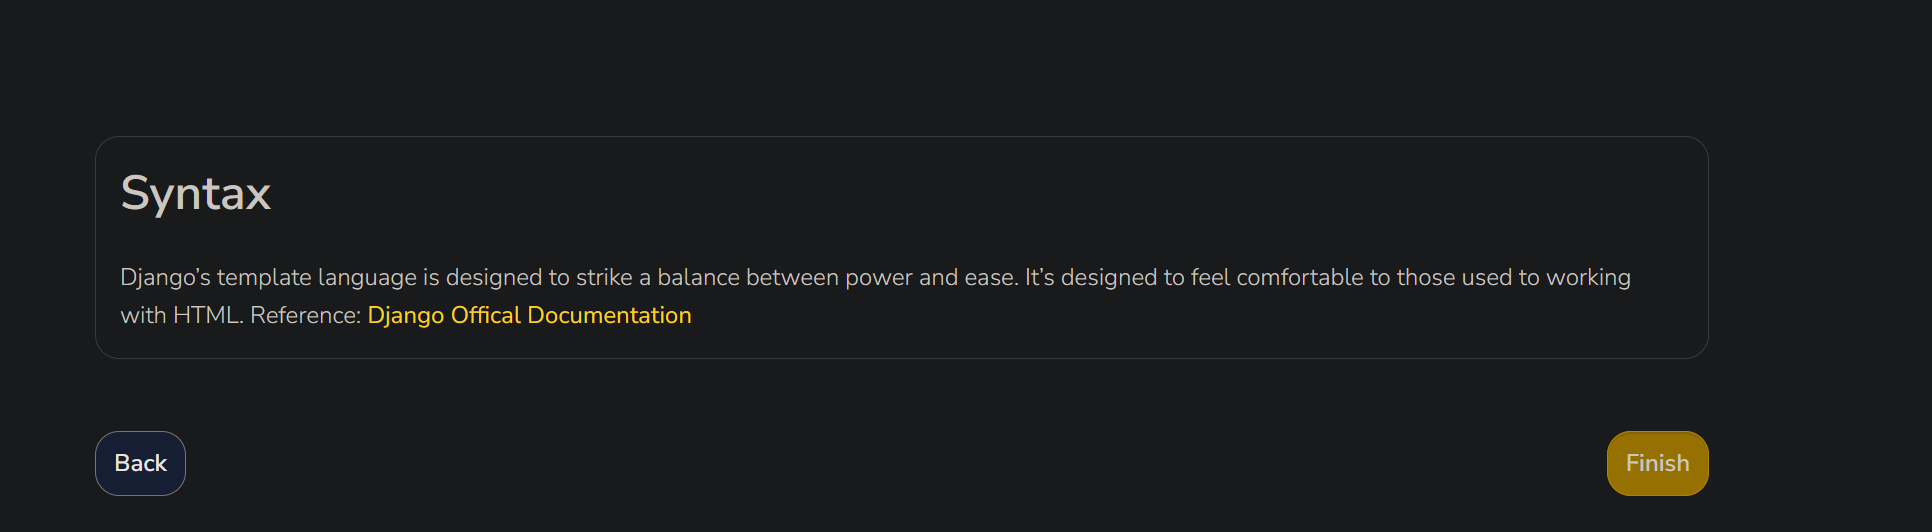 Syntax
Django’s template language is designed to strike a balance between power and ease. It’s designed to feel comfortable to those used to working
with HTML. Reference: Django Offical Documentation
Back
Finish